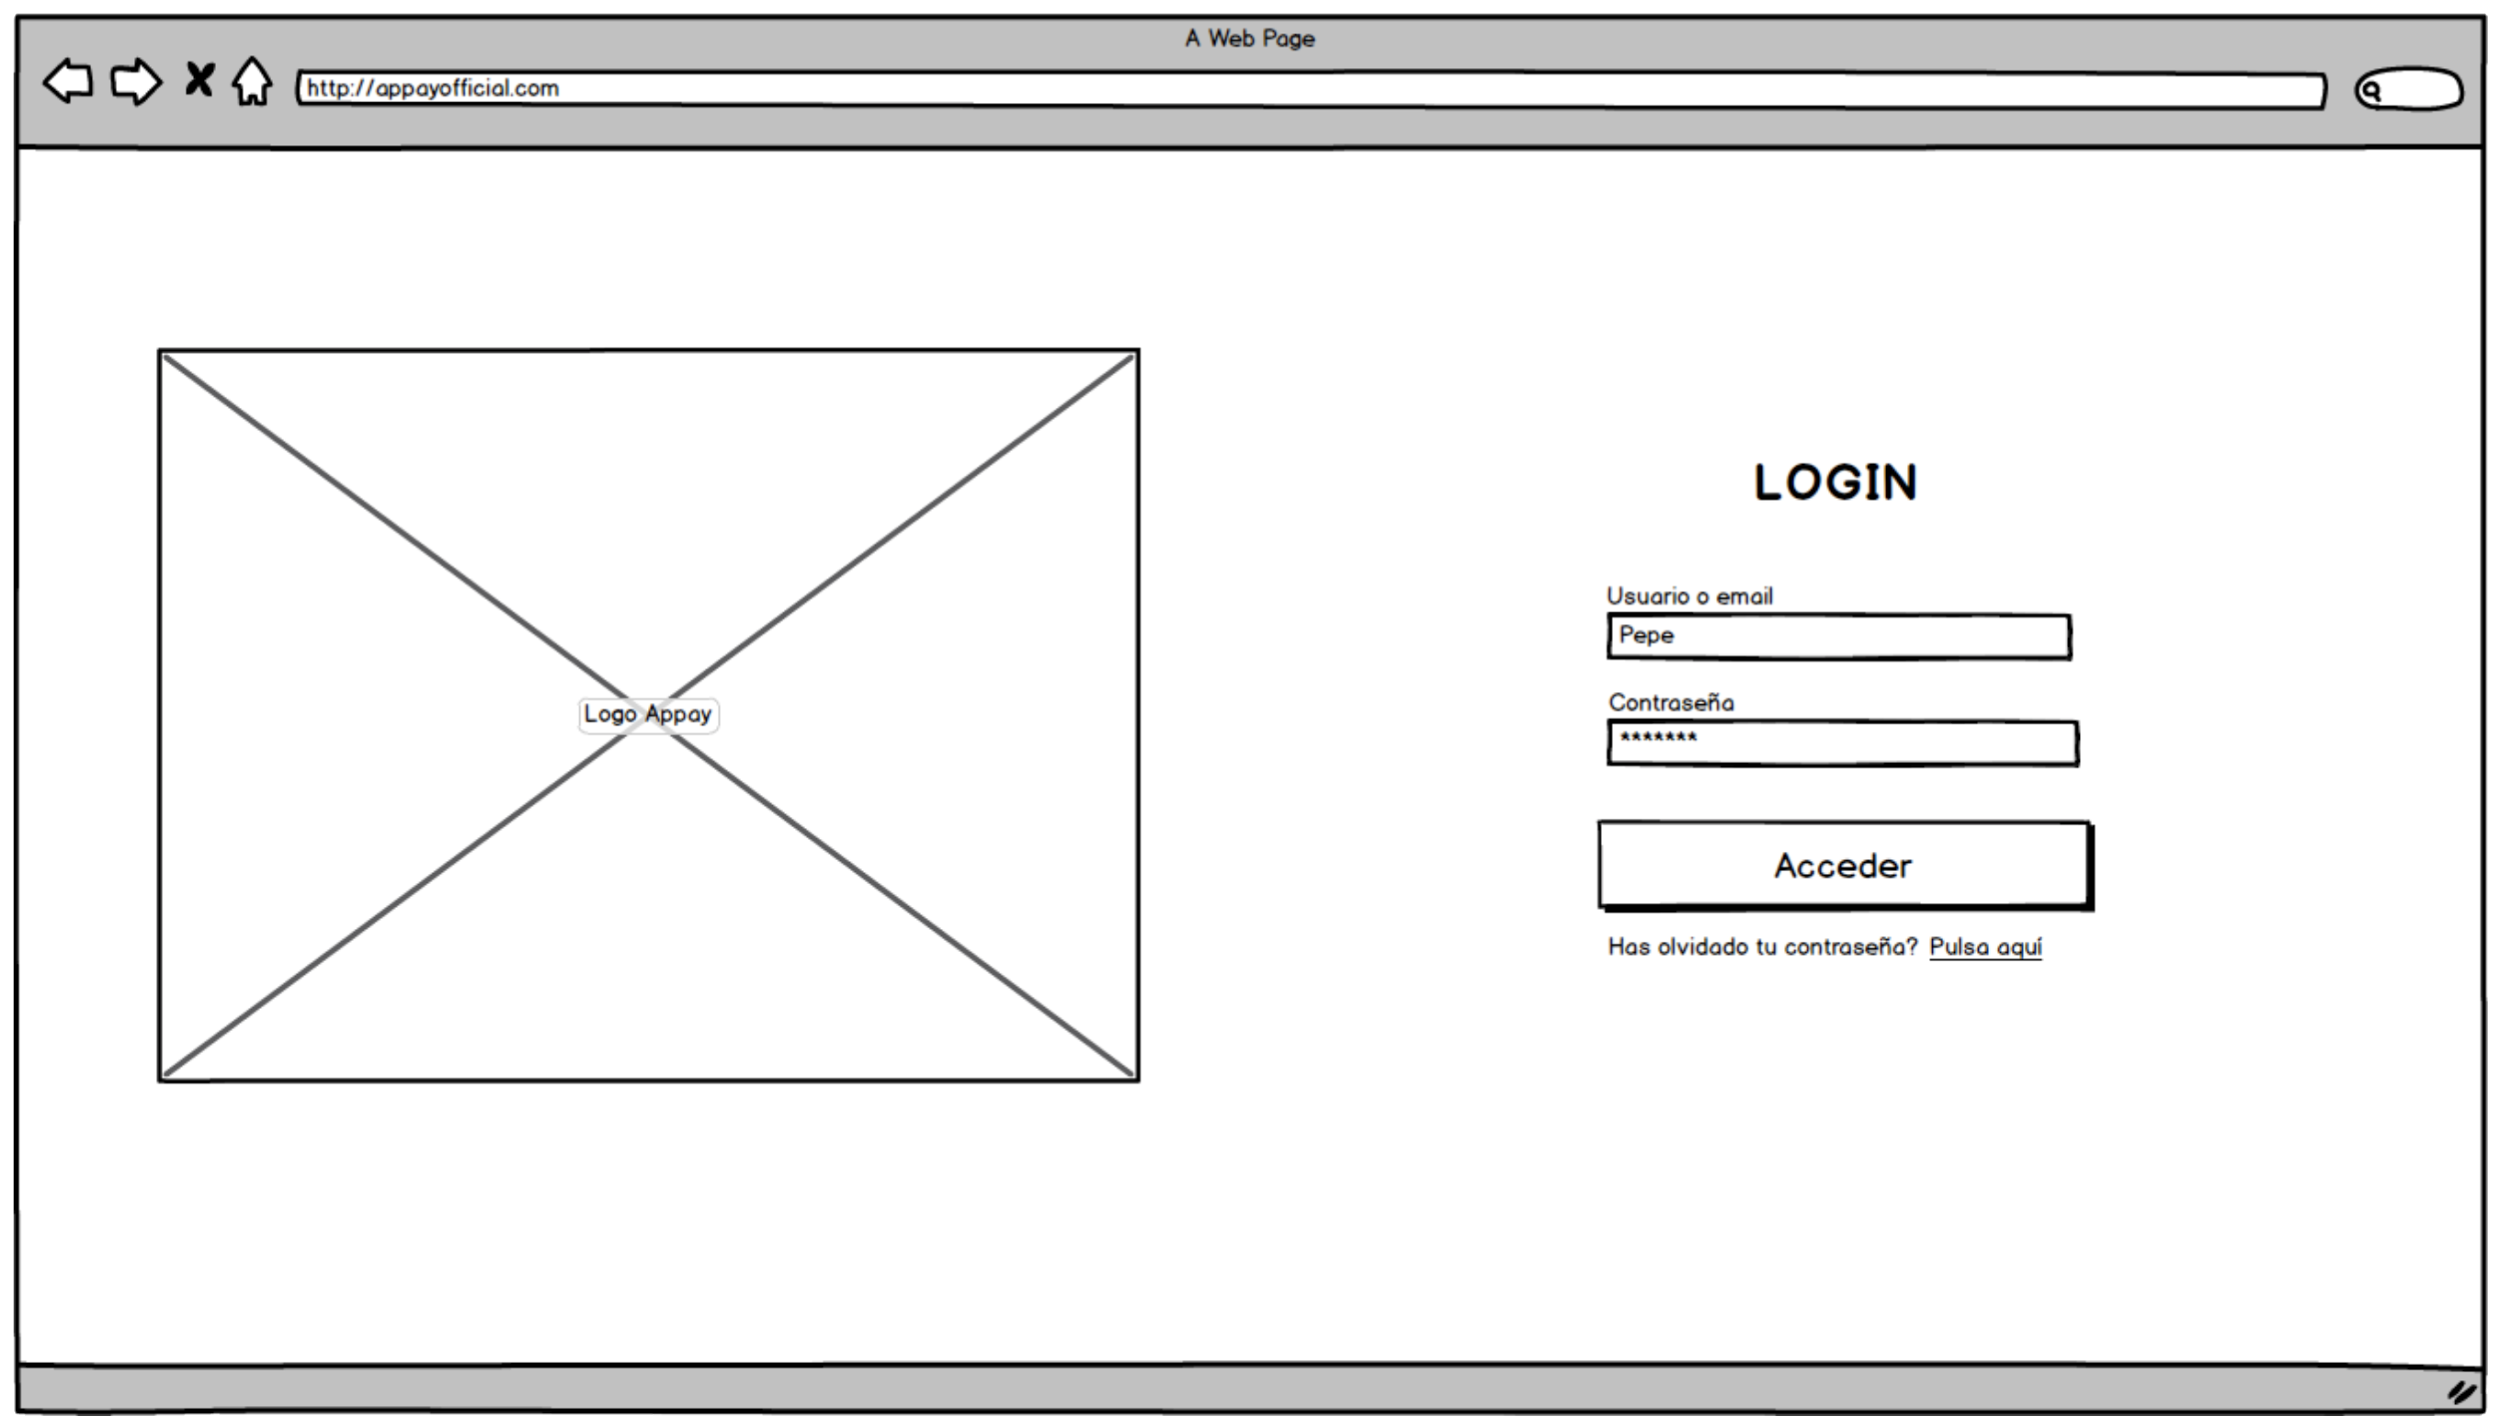 A Web Page
http://appayofficial.com
Logo Appay
LOGIN
Usuario o email
Pepe
Contraseña
*******
Acceder
Has olvidado tu contraseña? Pulsa aquí